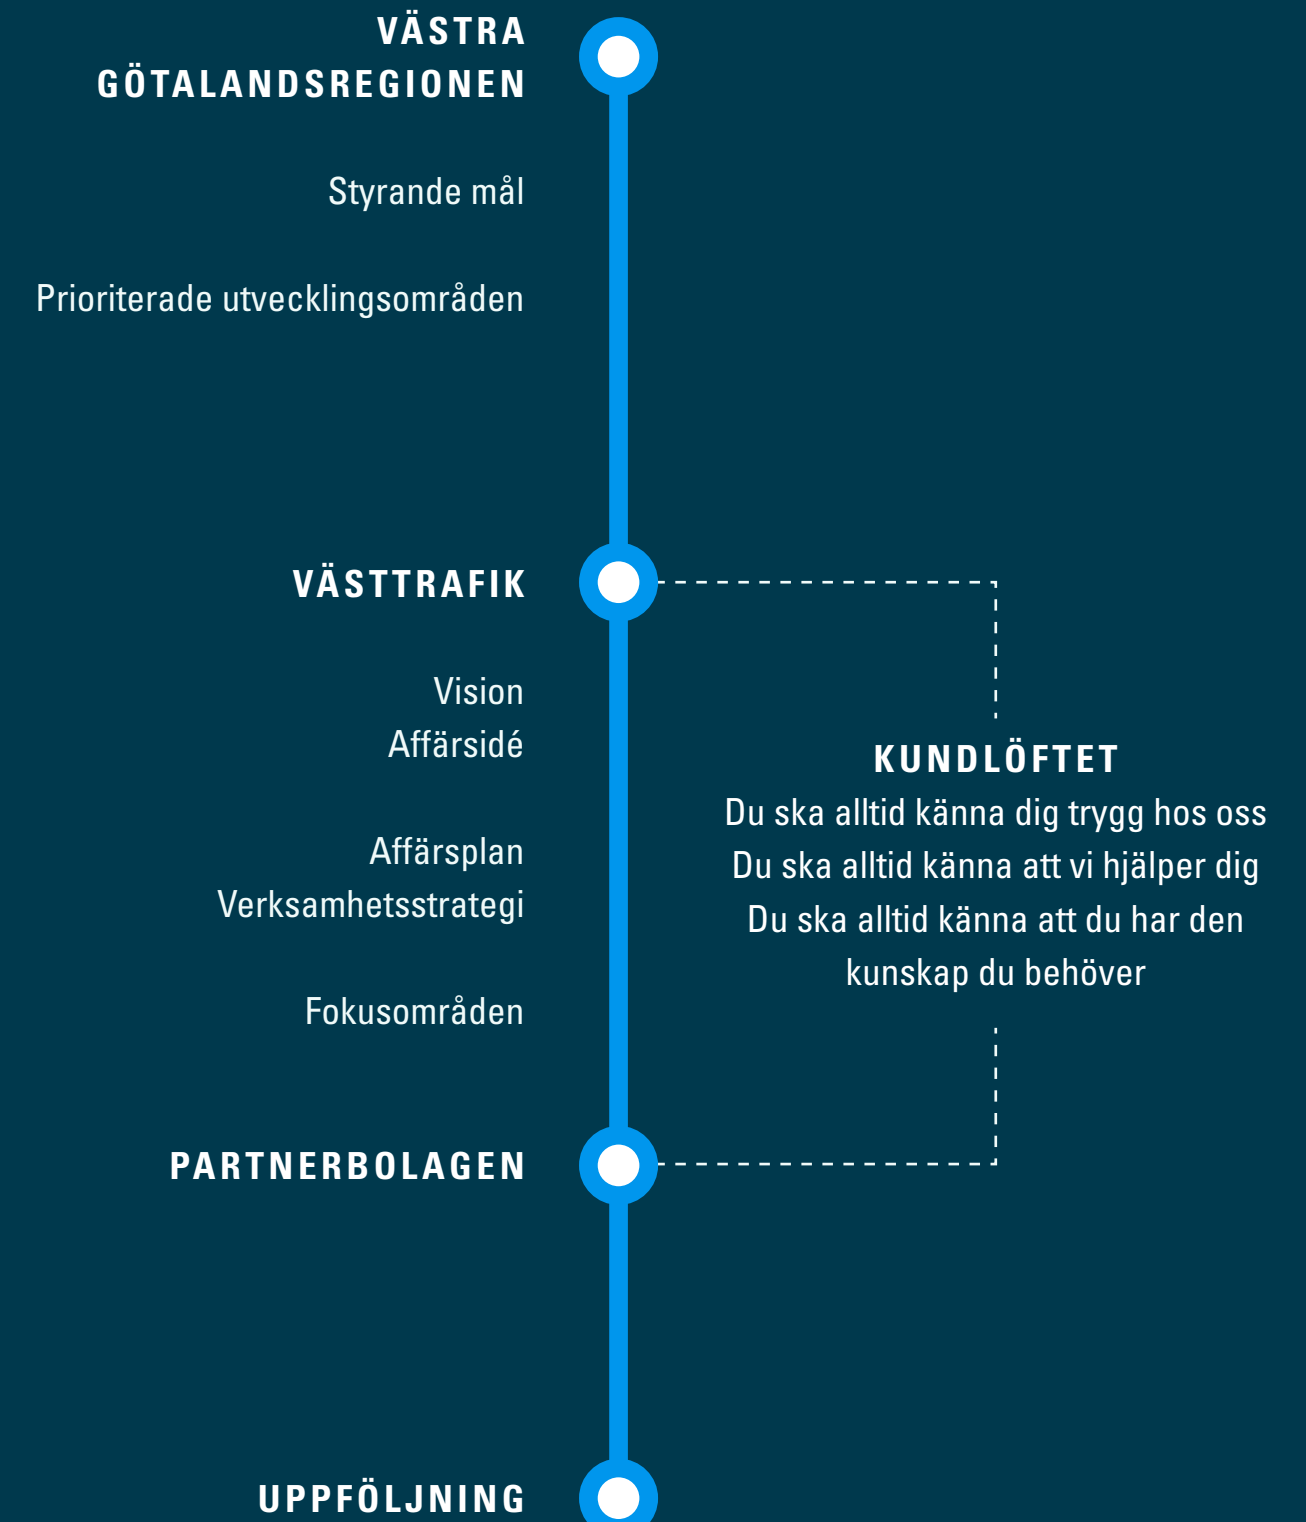 VÄSTRA
GÖTALANDSREGIONEN
Styrande mål
Prioriterade utvecklingsområden
VÄSTTRAFIK
Vision
Affärsidé
Affärsplan
Verksamhetsstrategi
Fokusområden
KUNDLÖFTET
Du ska alltid känna dig trygg hos oss
Du ska alltid känna att vi hjälper dig
Du ska alltid känna att du har den
kunskap du behöver
PARTNERBOLAGEN
UPPFÖLJNING